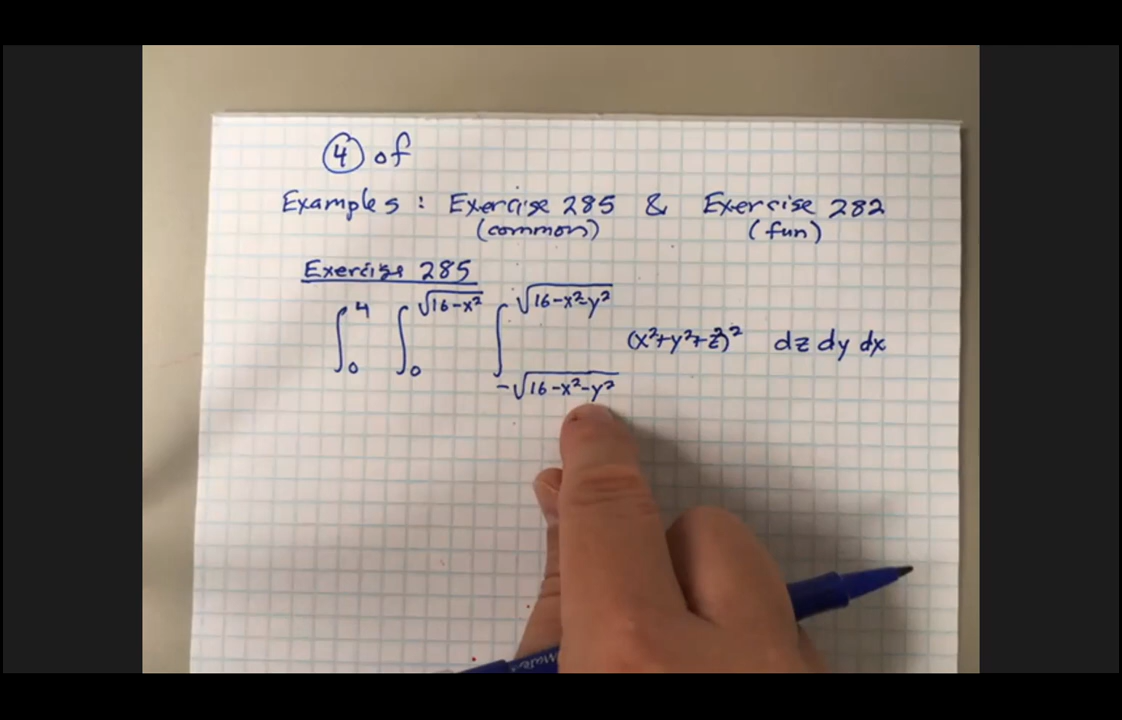 ④ of
Examples : Exercise 285 & Exercise 282
(common) (fun)
Exercise 285
∫₀⁴ ∫₀^√(16-x²) ∫_{-√(16-x²-y²)}^{√(16-x²-y²)} (x²+y²+z²)² dz dy dx